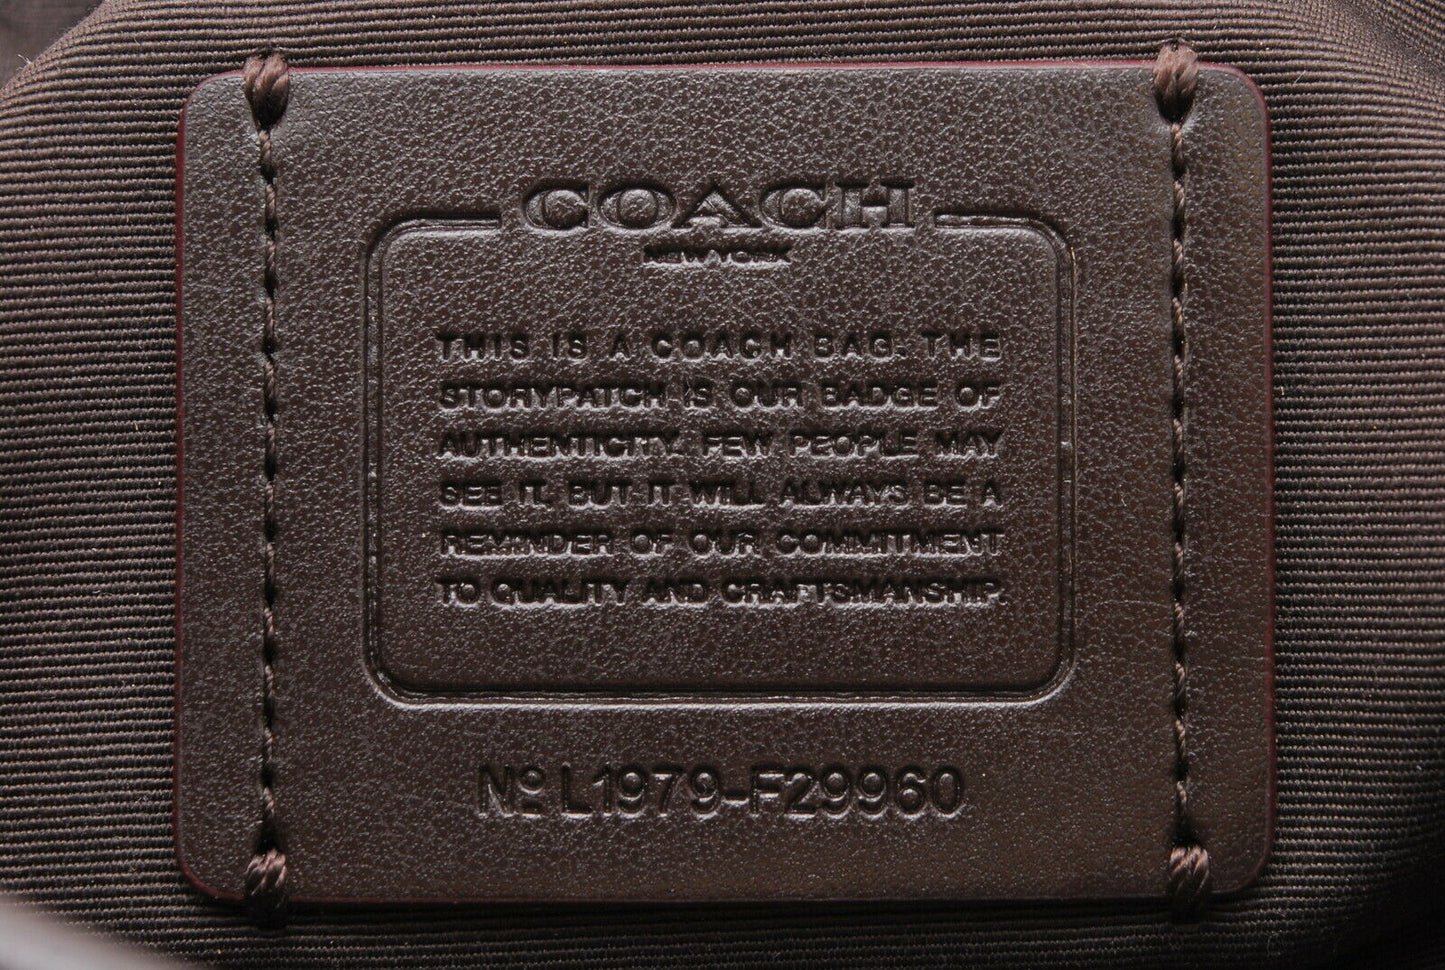 COACH
NEW YORK
THIS IS A COACH BAG. THE
STORYPATCH IS OUR BADGE OF
AUTHENTICITY. FEW PEOPLE MAY
SEE IT. BUT IT WILL ALWAYS BE A
REMINDER OF OUR COMMITMENT
TO QUALITY AND CRAFTSMANSHIP.
Nº L1979-F29960